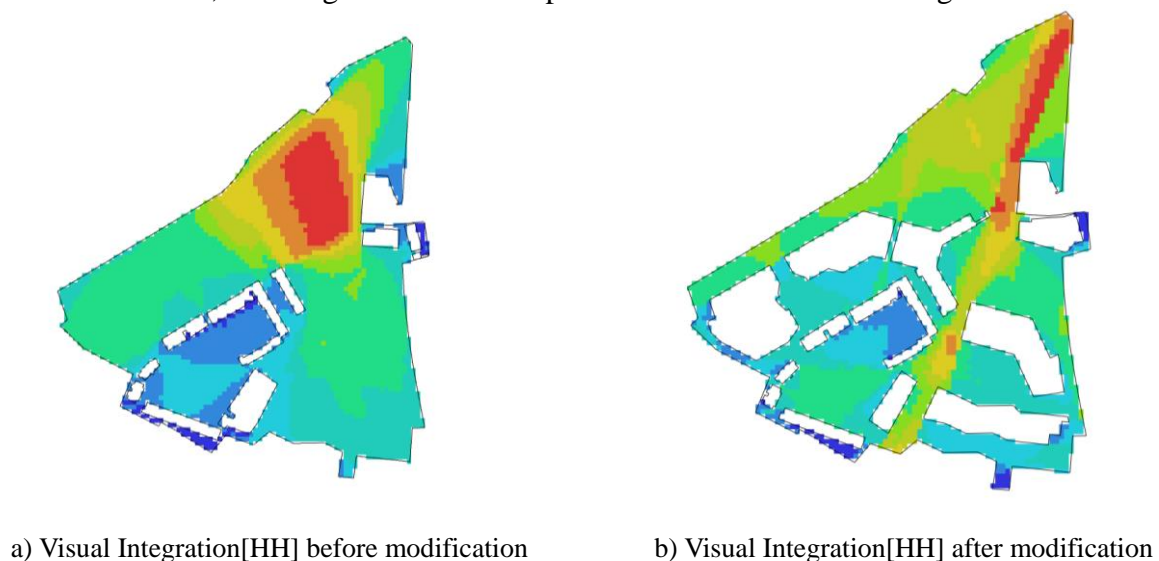 a) Visual Integration[HH] before modification
b) Visual Integration[HH] after modification